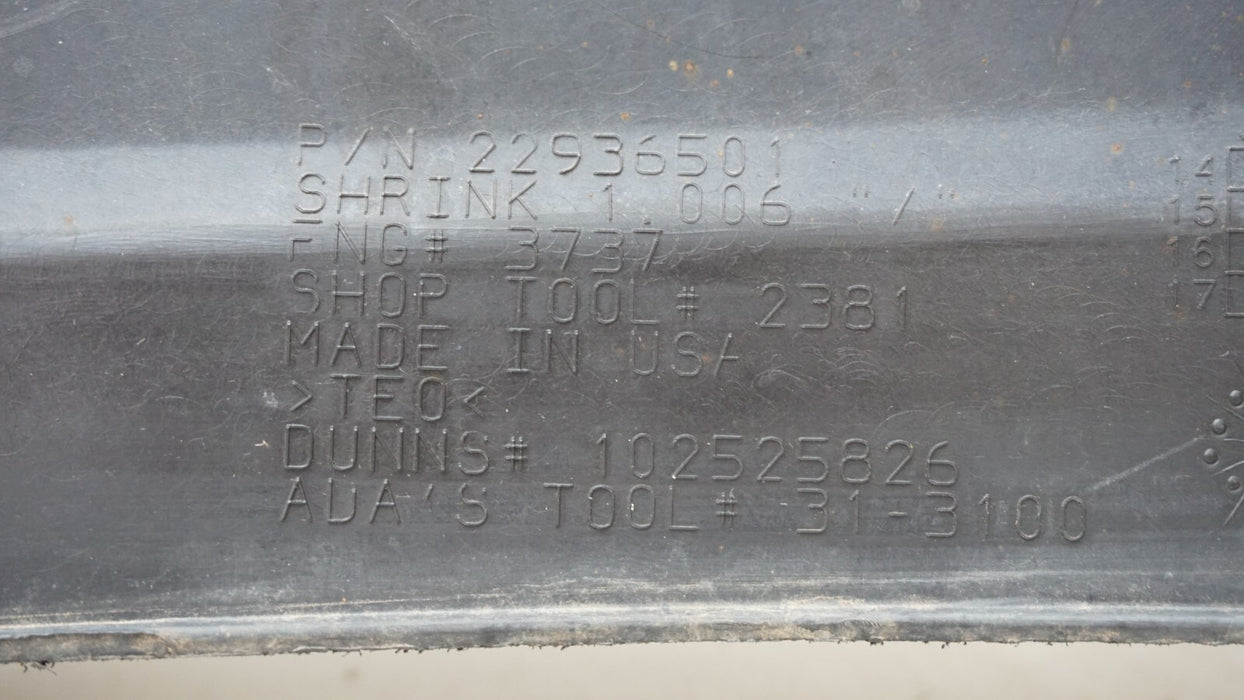 P/N 22936501
SHRINK 1.006 "/"
ENG# 3737
SHOP TOOL# 2381
MADE IN USA
>TEO<
DUNNS# 102525826
ADA'S TOOL# 31-3100
14
15
16
17